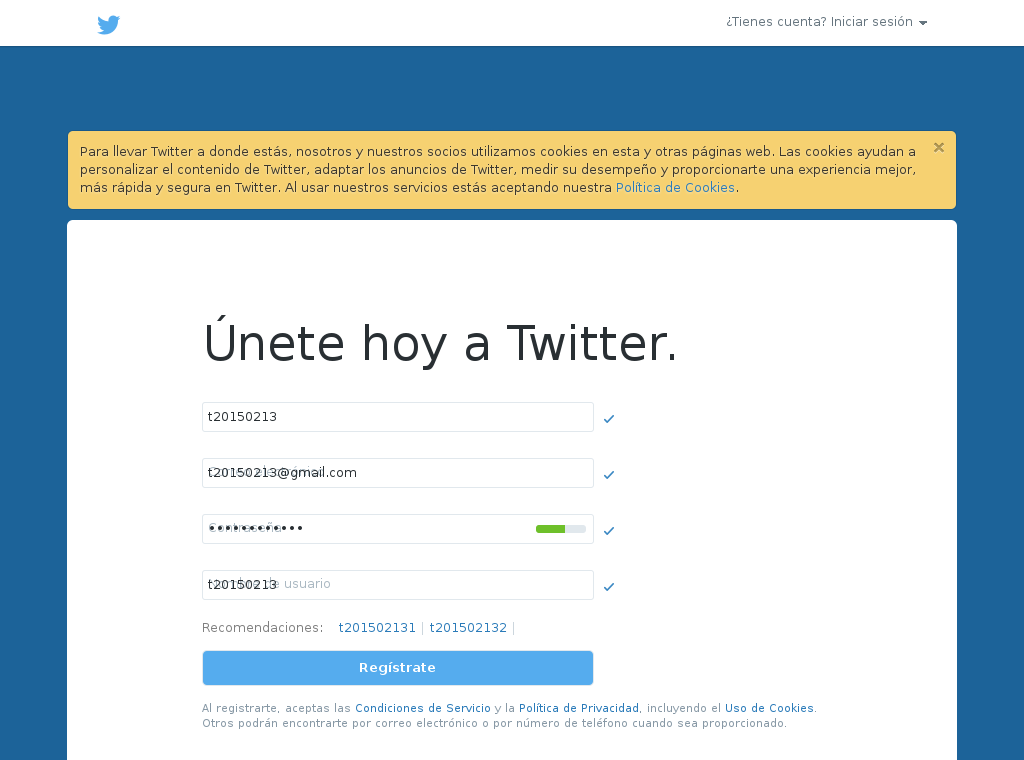 ¿Tienes cuenta? Iniciar sesión
Para llevar Twitter a donde estás, nosotros y nuestros socios utilizamos cookies en esta y otras páginas web. Las cookies ayudan a
personalizar el contenido de Twitter, adaptar los anuncios de Twitter, medir su desempeño y proporcionarte una experiencia mejor,
más rápida y segura en Twitter. Al usar nuestros servicios estás aceptando nuestra Política de Cookies.
Únete hoy a Twitter.
t20150213
t20150213@gmail.com
Contraseña
t20150213 de usuario
Recomendaciones: t201502131 | t201502132 |
Regístrate
Al registrarte, aceptas las Condiciones de Servicio y la Política de Privacidad, incluyendo el Uso de Cookies.
Otros podrán encontrarte por correo electrónico o por número de teléfono cuando sea proporcionado.